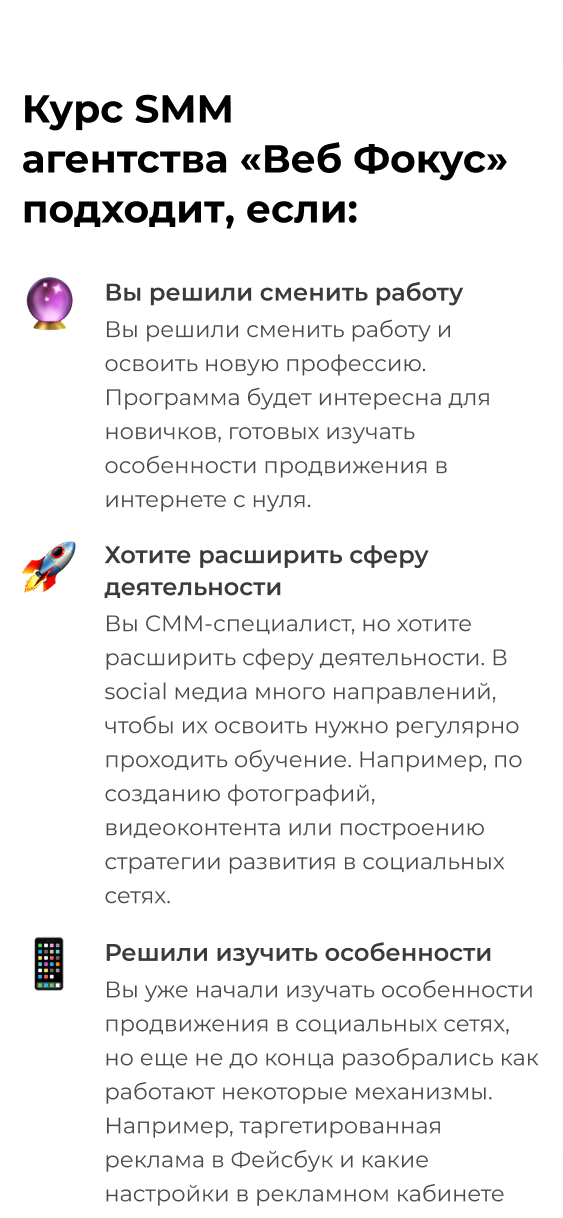 Курс SMM
агентства «Веб Фокус»
подходит, если:
Вы решили сменить работу
Вы решили сменить работу и
освоить новую профессию.
Программа будет интересна для
новичков, готовых изучать
особенности продвижения в
интернете с нуля.
Хотите расширить сферу
деятельности
Вы СММ-специалист, но хотите
расширить сферу деятельности. В
social медиа много направлений,
чтобы их освоить нужно регулярно
проходить обучение. Например, по
созданию фотографий,
видеоконтента или построению
стратегии развития в социальных
сетях.
Решили изучить особенности
Вы уже начали изучать особенности
продвижения в социальных сетях,
но еще не до конца разобрались как
работают некоторые механизмы.
Например, таргетированная
реклама в Фейсбук и какие
настройки в рекламном кабинете